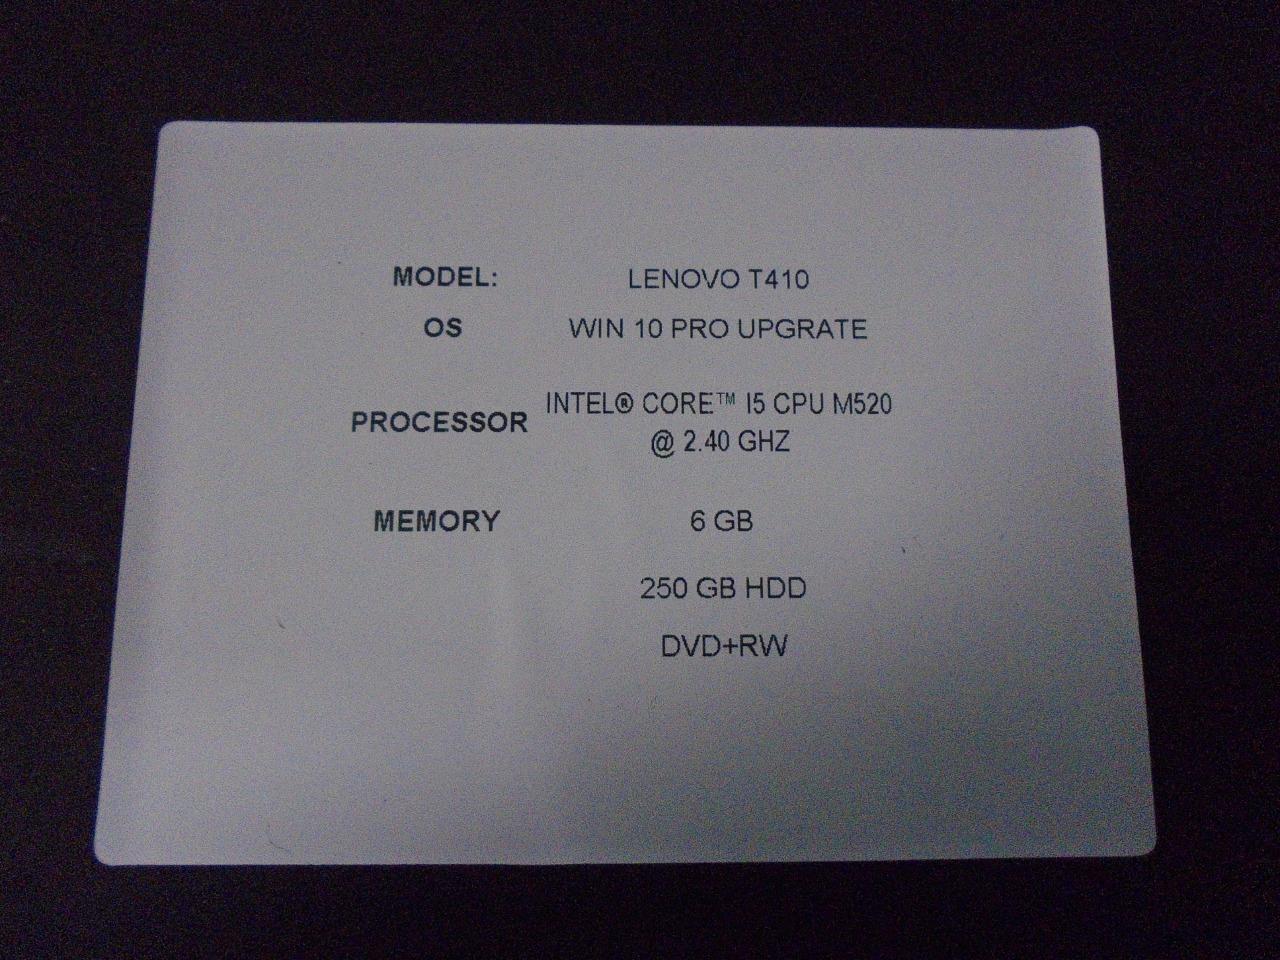 MODEL: LENOVO T410
OS WIN 10 PRO UPGRATE
PROCESSOR INTEL® CORE™ I5 CPU M520
@ 2.40 GHZ
MEMORY 6 GB
250 GB HDD
DVD+RW